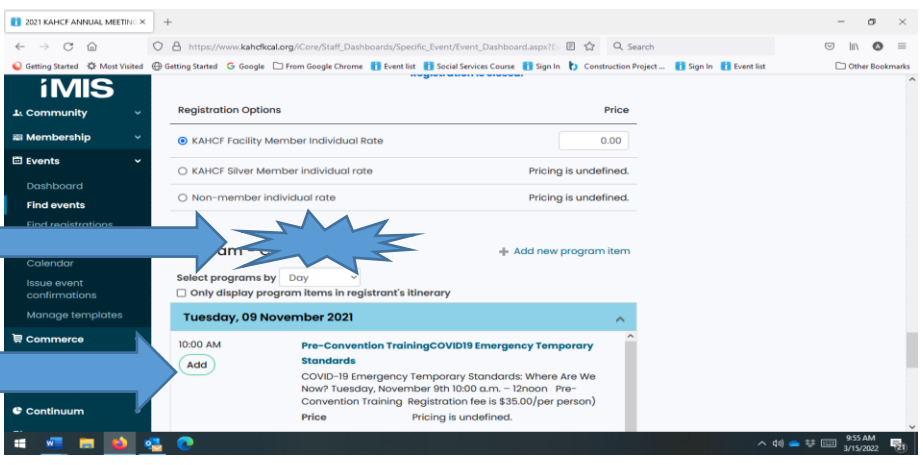 2021 KAHCF ANNUAL MEETING
https://www.kahcfkcal.org/iCore/Staff_Dashboards/Specific_Event/Event_Dashboard.aspx?
Search
Getting Started Most Visited Getting Started Google From Google Chrome Event list Social Services Course Sign In Construction Project ... Sign In Event list Other Bookmarks
iMIS
Registration is closed.
Community
Registration Options Price
Membership
KAHCF Facility Member Individual Rate 0.00
Events
KAHCF Silver Member individual rate Pricing is undefined.
Dashboard
Find events
Non-member individual rate Pricing is undefined.
Find registrations
Add new program item
Calendar
Select programs by Day
Issue event
confirmations
Only display program items in registrant's itinerary
Manage templates
Tuesday, 09 November 2021
Commerce
10:00 AM Pre-Convention TrainingCOVID19 Emergency Temporary
Standards
Add
COVID-19 Emergency Temporary Standards: Where Are We
Now? Tuesday, November 9th 10:00 a.m. – 12noon Pre-
Convention Training Registration fee is $35.00/per person)
Continuum
Price Pricing is undefined.
9:55 AM
3/15/2022
21